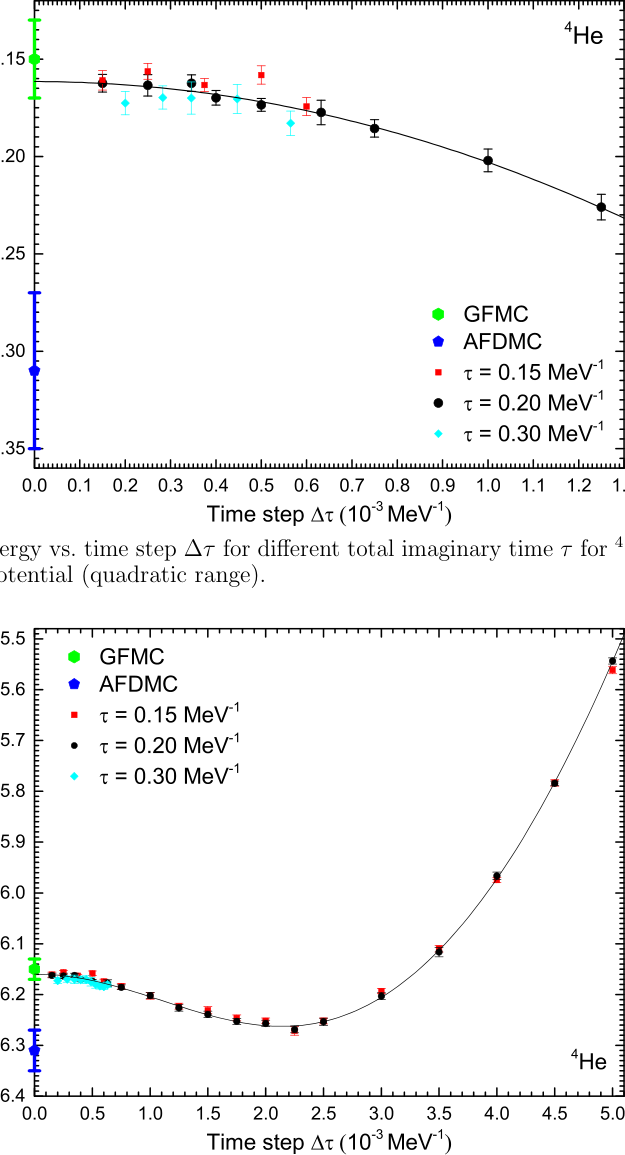 .15
.20
.25
.30
.35
⁴He
GFMC
AFDMC
τ = 0.15 MeV⁻¹
τ = 0.20 MeV⁻¹
τ = 0.30 MeV⁻¹
0.0 0.1 0.2 0.3 0.4 0.5 0.6 0.7 0.8 0.9 1.0 1.1 1.2 1.
Time step Δτ (10⁻³ MeV⁻¹)
ergy vs. time step Δτ for different total imaginary time τ for ⁴
otential (quadratic range).
5.5
5.6
5.7
5.8
5.9
6.0
6.1
6.2
6.3
6.4
GFMC
AFDMC
τ = 0.15 MeV⁻¹
τ = 0.20 MeV⁻¹
τ = 0.30 MeV⁻¹
⁴He
0.0 0.5 1.0 1.5 2.0 2.5 3.0 3.5 4.0 4.5 5.0
Time step Δτ (10⁻³ MeV⁻¹)